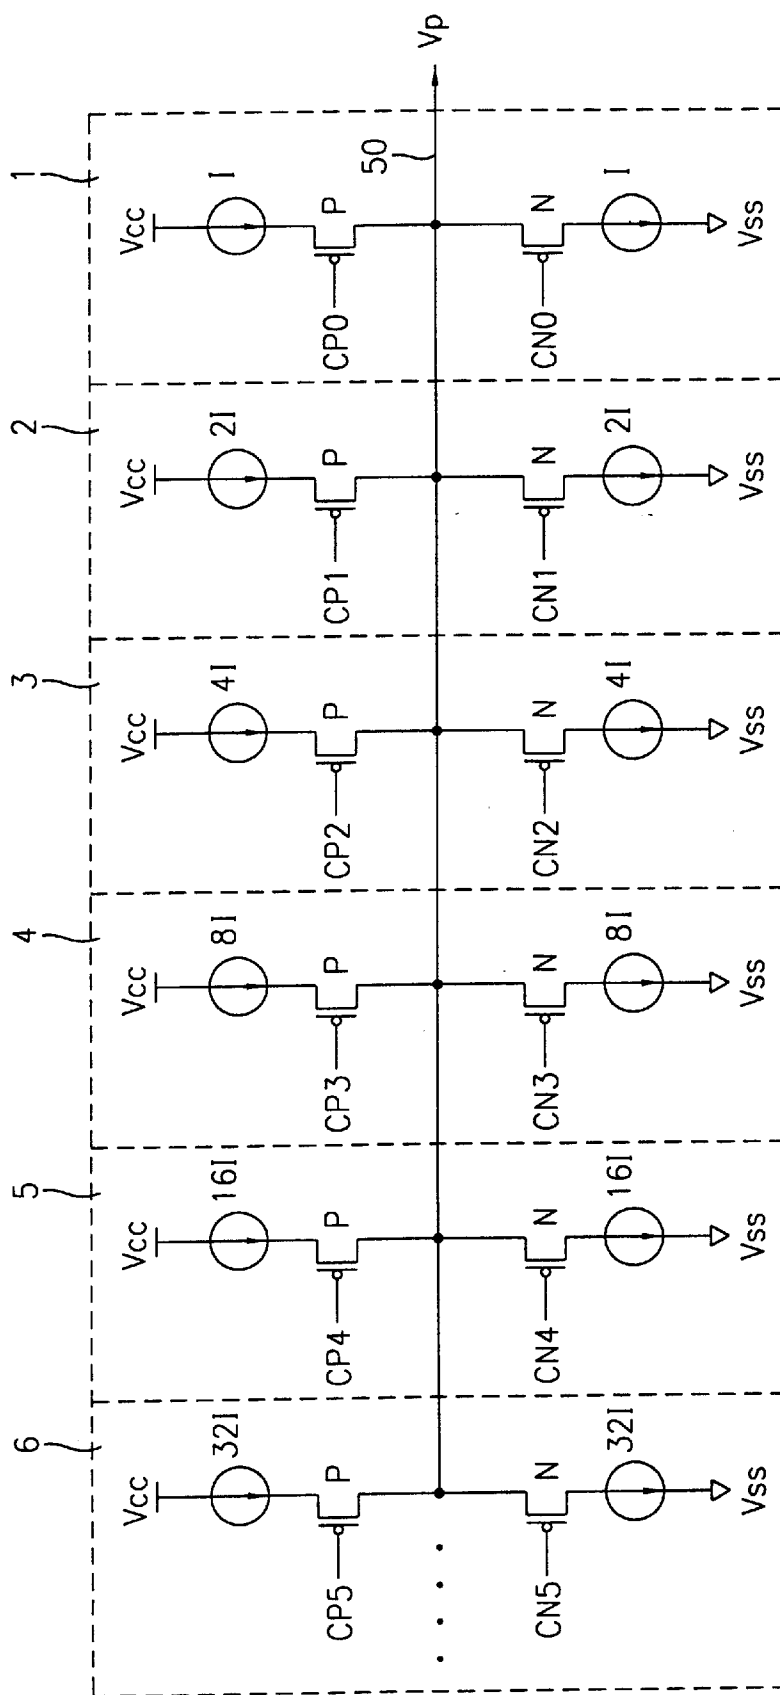 6 5 4 3 2 1
Vcc Vcc Vcc Vcc Vcc Vcc
32I 16I 8I 4I 2I I
P P P P P P
CP5 CP4 CP3 CP2 CP1 CP0
50
Vp
N N N N N N
CN5 CN4 CN3 CN2 CN1 CN0
32I 16I 8I 4I 2I I
Vss Vss Vss Vss Vss Vss